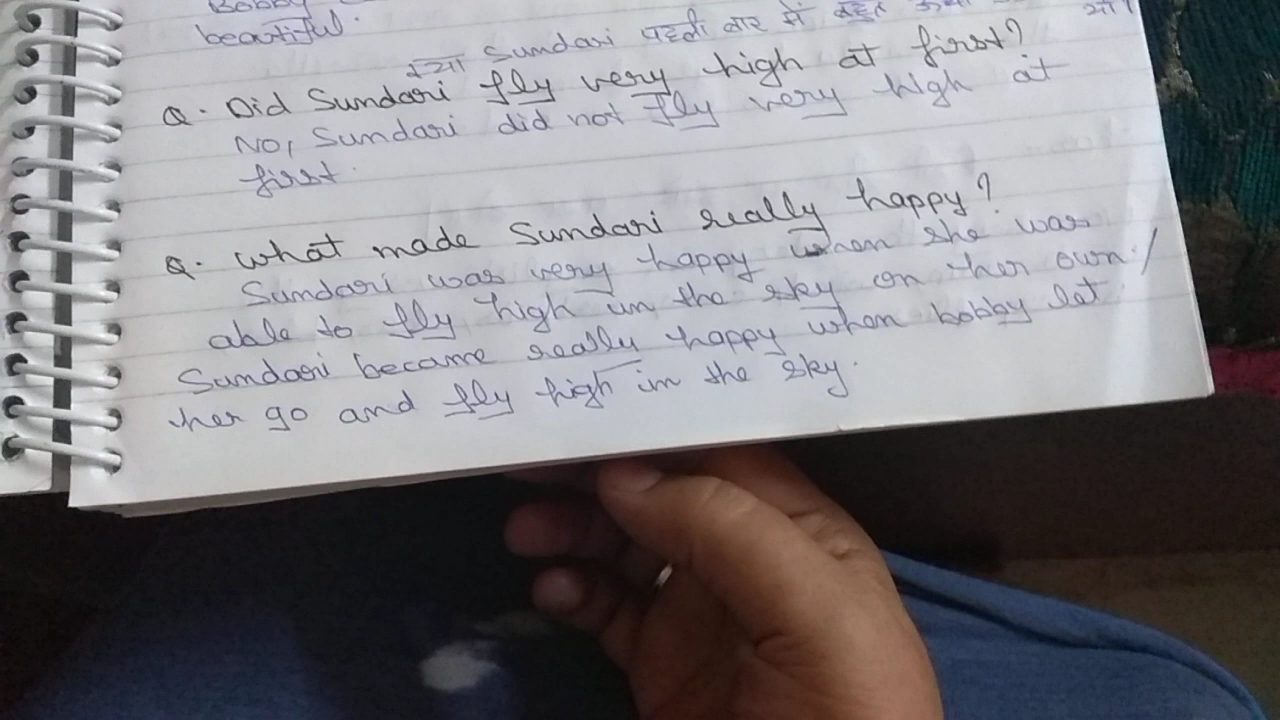 Bobby
beautiful.
क्या Sundari पहली बार में बहुत
Q. Did Sundari fly very high at first?
No, Sundari did not fly very high at
first.
Q. What made Sundari really happy?
Sundari was very happy when she was
able to fly high in the sky on her own./
Sundari became really happy when bobby let
her go and fly high in the sky.